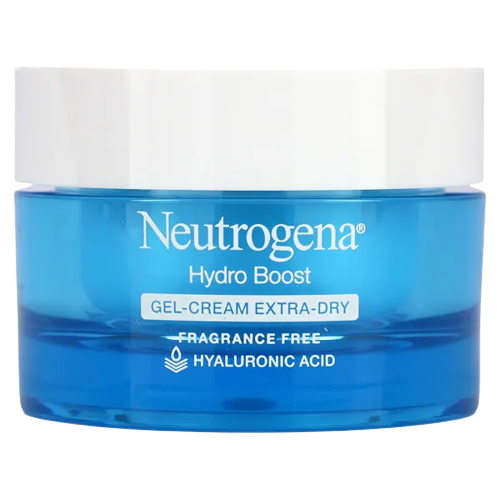 Neutrogena®
Hydro Boost
GEL-CREAM EXTRA-DRY
FRAGRANCE FREE
HYALURONIC ACID